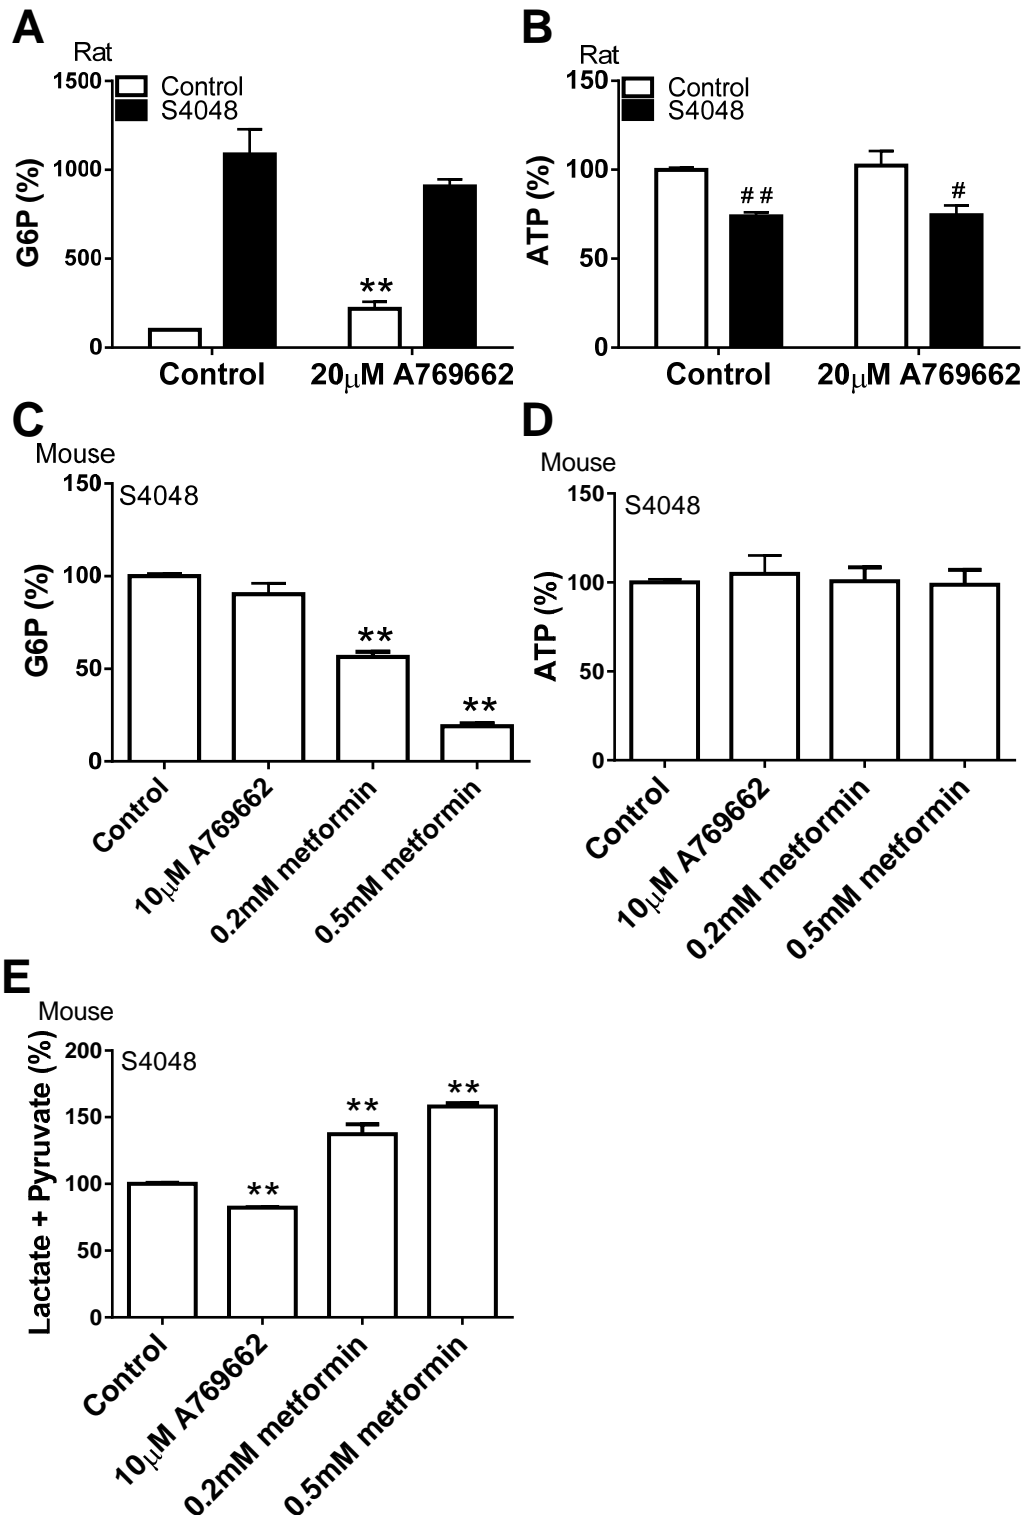 A
Rat
1500
1000
500
0
G6P (%)
Control
S4048
**
Control
20μM A769662
B
Rat
150
100
50
0
ATP (%)
Control
S4048
##
#
Control
20μM A769662
C
Mouse
150
100
50
0
G6P (%)
S4048
**
**
Control
10μM A769662
0.2mM metformin
0.5mM metformin
D
Mouse
150
100
50
0
ATP (%)
S4048
Control
10μM A769662
0.2mM metformin
0.5mM metformin
E
Mouse
200
150
100
50
0
Lactate + Pyruvate (%)
S4048
**
**
**
Control
10μM A769662
0.2mM metformin
0.5mM metformin